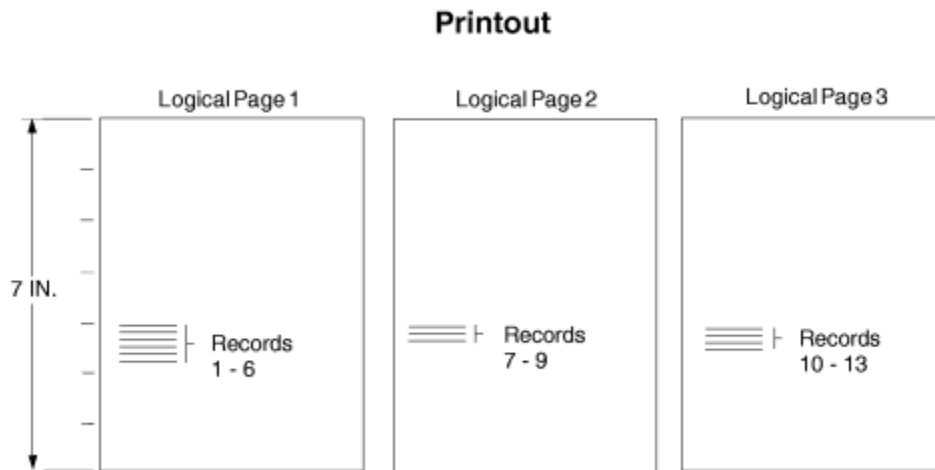 Printout
Logical Page 1
Logical Page 2
Logical Page 3
7 IN.
Records
1 - 6
Records
7 - 9
Records
10 - 13